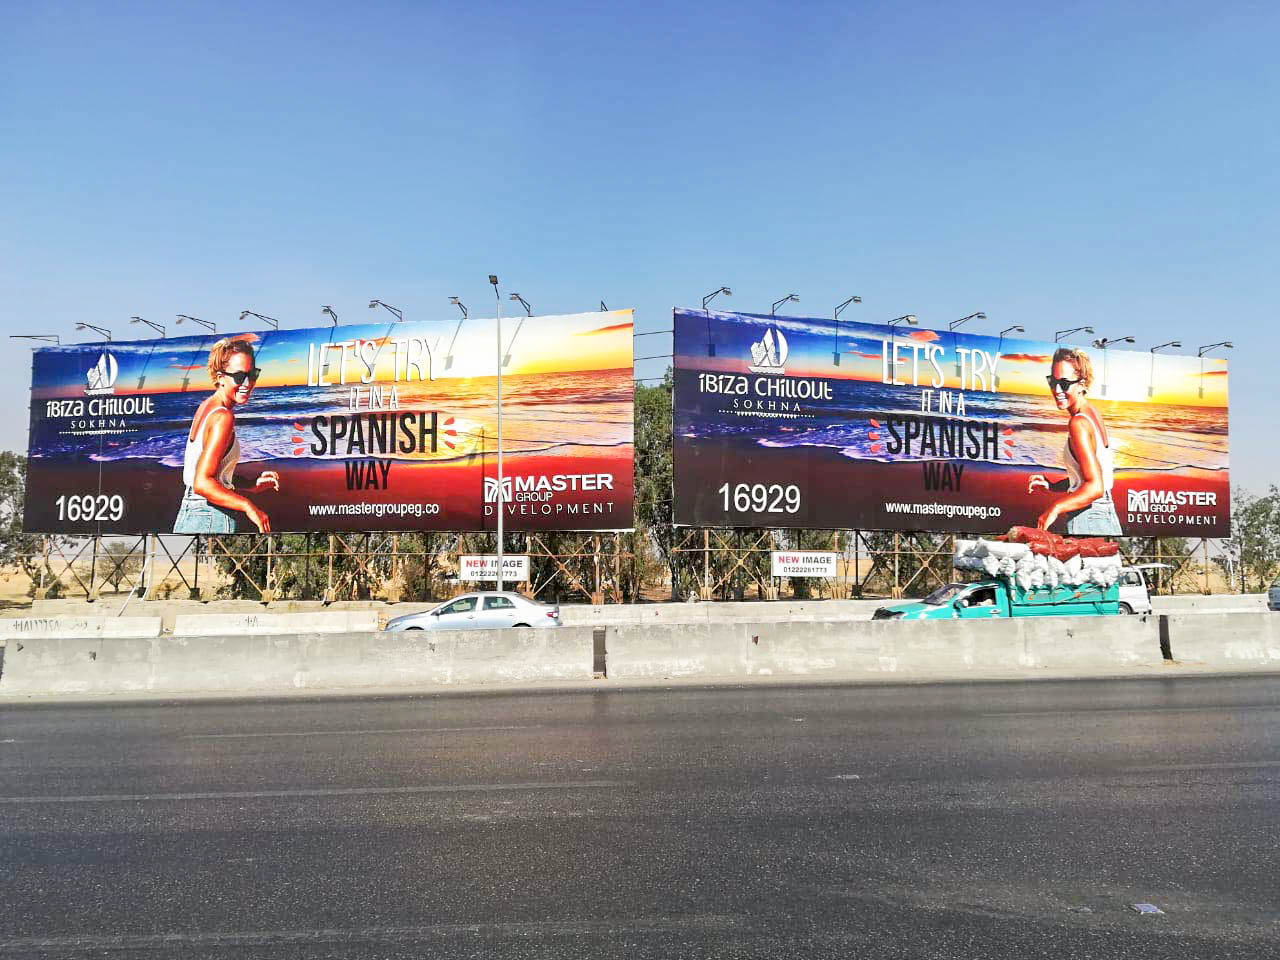 iBiZA CHiLLOUt
SOKHNA
LET'S TRY
IT IN A
SPANISH
WAY
16929
www.mastergroupeg.co
MASTER
GROUP
DEVELOPMENT
iBiZA CHiLLOUt
SOKHNA
LET'S TRY
IT IN A
SPANISH
WAY
16929
www.mastergroupeg.co
MASTER
GROUP
DEVELOPMENT
NEW IMAGE
NEW IMAGE
01222261773